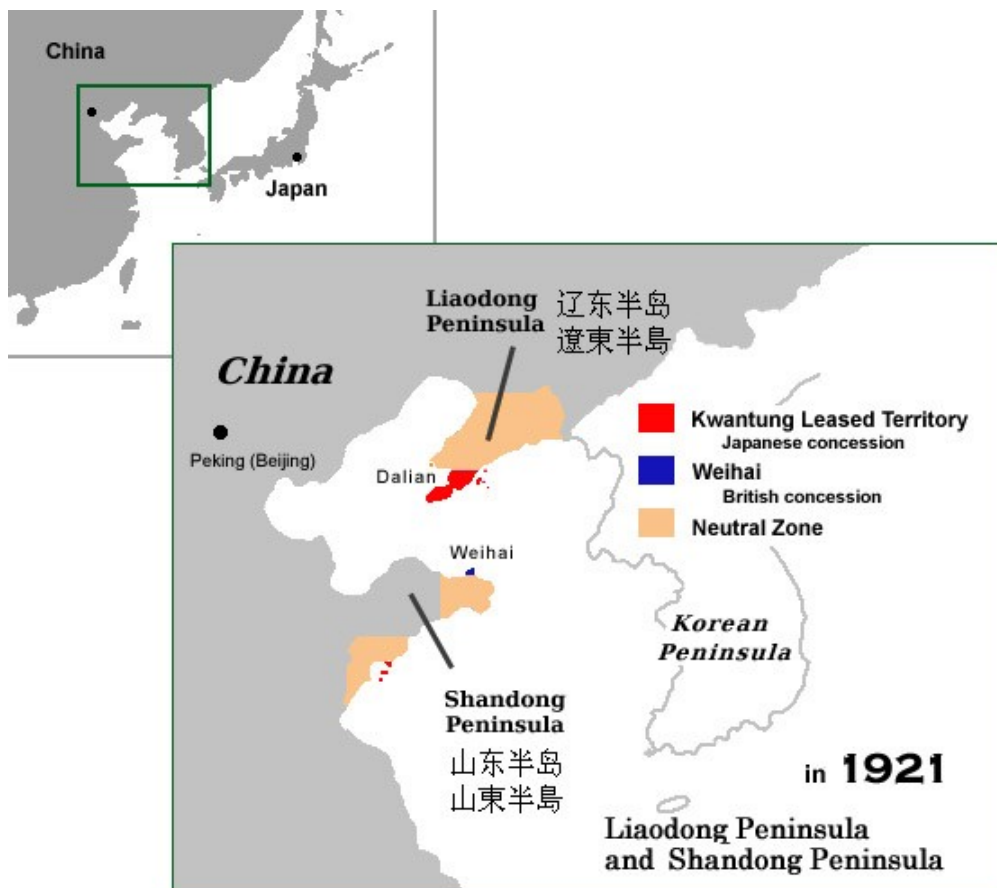 China
Japan
Liaodong
Peninsula
辽东半岛
遼東半島
China
Peking (Beijing)
Dalian
Kwantung Leased Territory
Japanese concession
Weihai
British concession
Neutral Zone
Weihai
Korean
Peninsula
Shandong
Peninsula
山东半岛
山東半島
in 1921
Liaodong Peninsula
and Shandong Peninsula